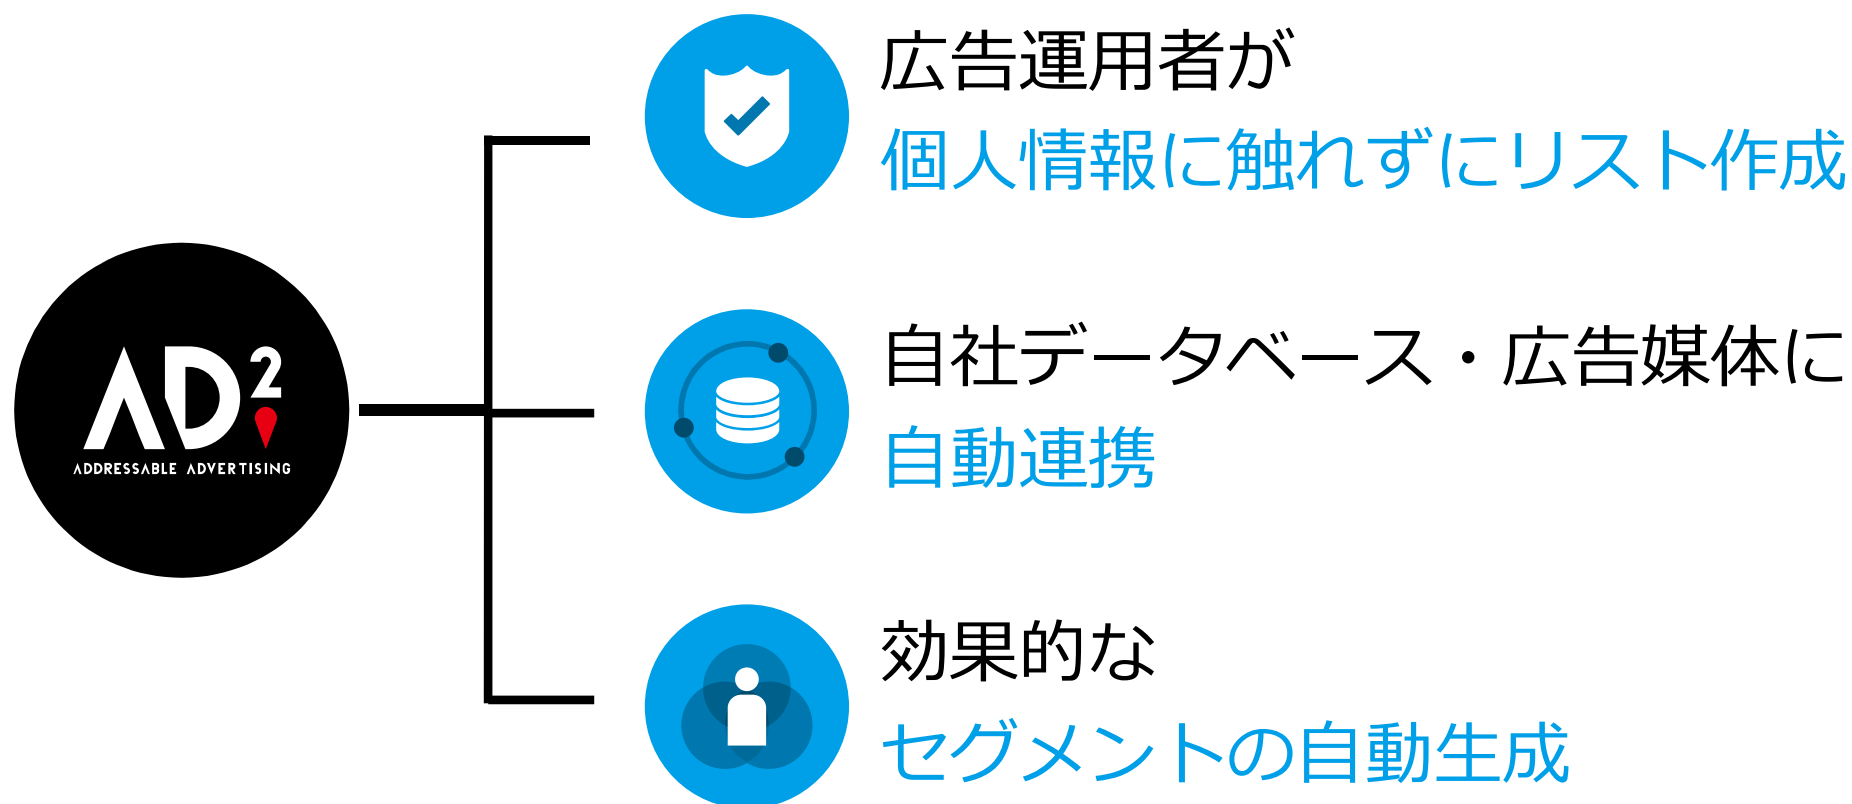 AD2
ADDRESSABLE ADVERTISING
広告運用者が
個人情報に触れずにリスト作成
自社データベース・広告媒体に
自動連携
効果的な
セグメントの自動生成